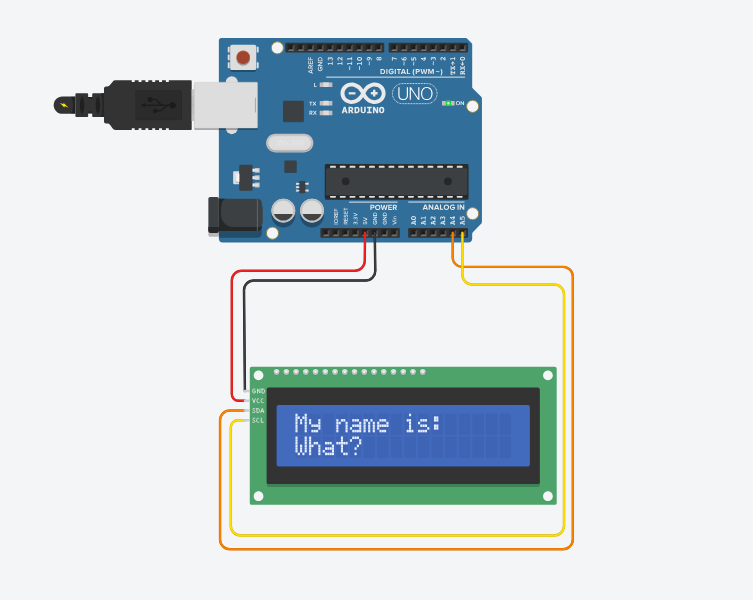 AREF
GND
13
12
~11
~10
~9
8
7
~6
~5
4
~3
2
TX→1
RX←0
DIGITAL (PWM~)
L
TX
RX
UNO
ARDUINO
ON
POWER
ANALOG IN
IOREF
RESET
3.3V
5V
GND
GND
Vin
A0
A1
A2
A3
A4
A5
GND
VCC
SDA
SCL
My name is:
What?